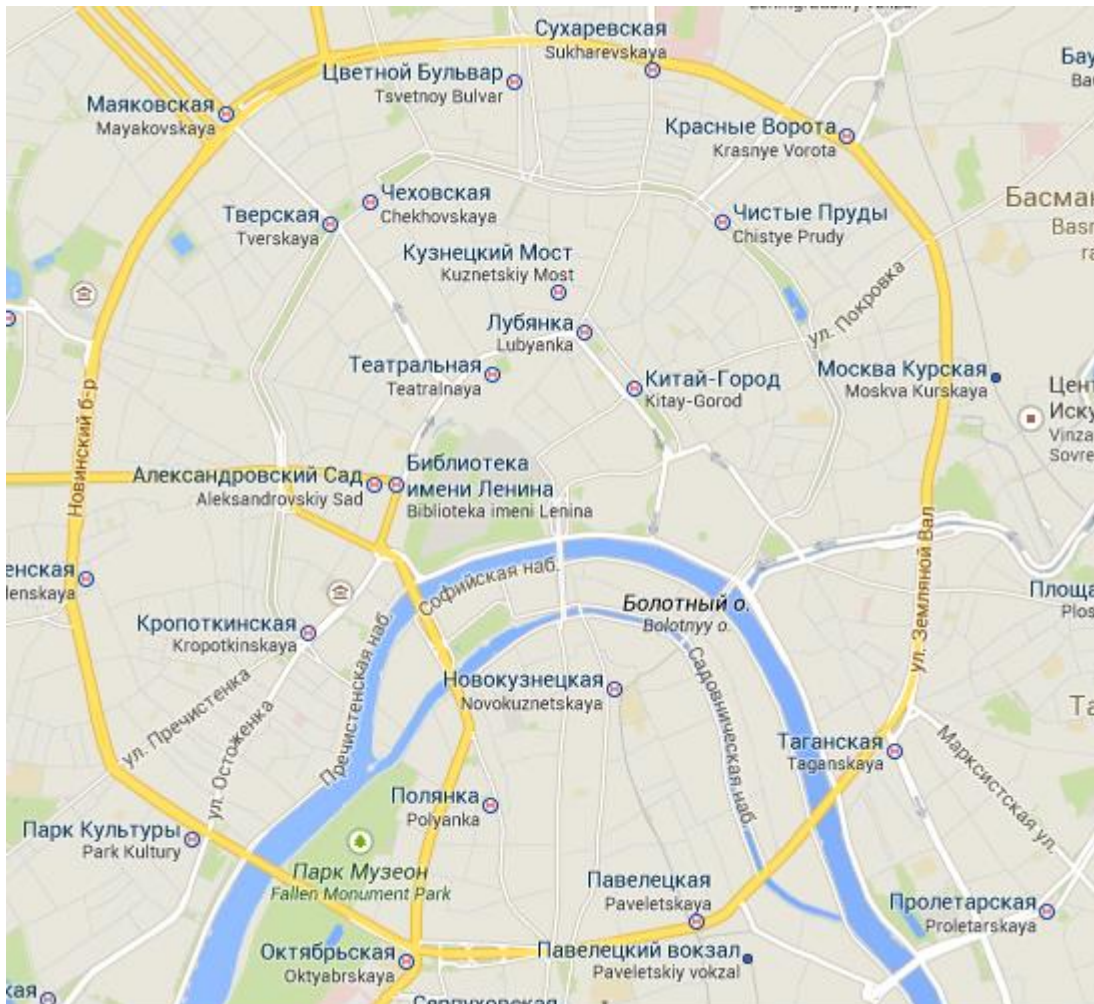 Сухаревская
Sukharevskaya
Цветной Бульвар
Tsvetnoy Bulvar
Маяковская
Mayakovskaya
Красные Ворота
Krasnye Vorota
Чеховская
Chekhovskaya
Тверская
Tverskaya
Чистые Пруды
Chistye Prudy
Кузнецкий Мост
Kuznetskiy Most
ул. Покровка
Лубянка
Lubyanka
Театральная
Teatralnaya
Китай-Город
Kitay-Gorod
Москва Курская
Moskva Kurskaya
Новинский б-р
Александровский Сад
Aleksandrovskiy Sad
Библиотека
имени Ленина
Biblioteka imeni Lenina
енская
lenskaya
Софийская наб.
Болотный о.
Bolotnyy o.
ул. Земляной Вал
Кропоткинская
Kropotkinskaya
Пречистенская наб.
Новокузнецкая
Novokuznetskaya
Садовническая наб.
ул. Пречистенка
ул. Остоженка
Таганская
Taganskaya
Марксистская ул.
Полянка
Polyanka
Парк Культуры
Park Kultury
Парк Музеон
Fallen Monument Park
Павелецкая
Paveletskaya
Пролетарская
Proletarskaya
Октябрьская
Oktyabrskaya
Павелецкий вокзал
Paveletskiy vokzal
кая
Серпуховская